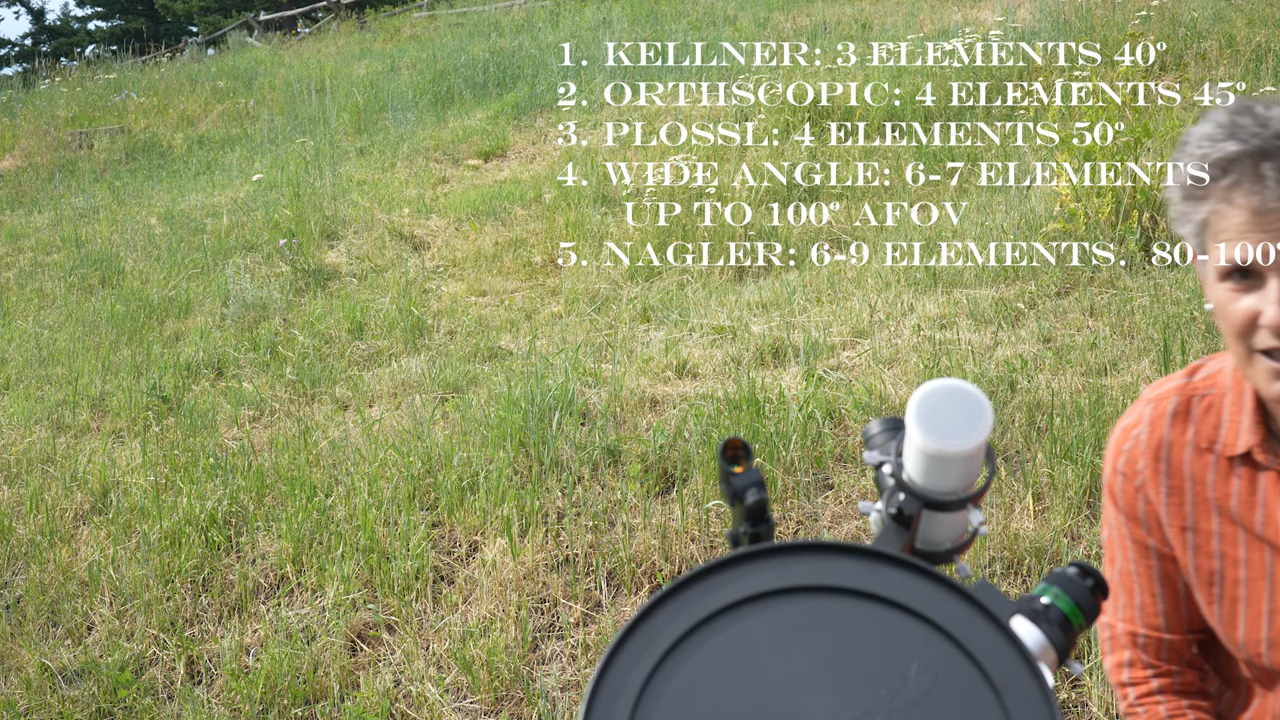 1. KELLNER: 3 ELEMENTS 40º
2. ORTHSCOPIC: 4 ELEMENTS 45º
3. PLOSSL: 4 ELEMENTS 50º
4. WIDE ANGLE: 6-7 ELEMENTS
UP TO 100º AFOV
5. NAGLER: 6-9 ELEMENTS. 80-100º